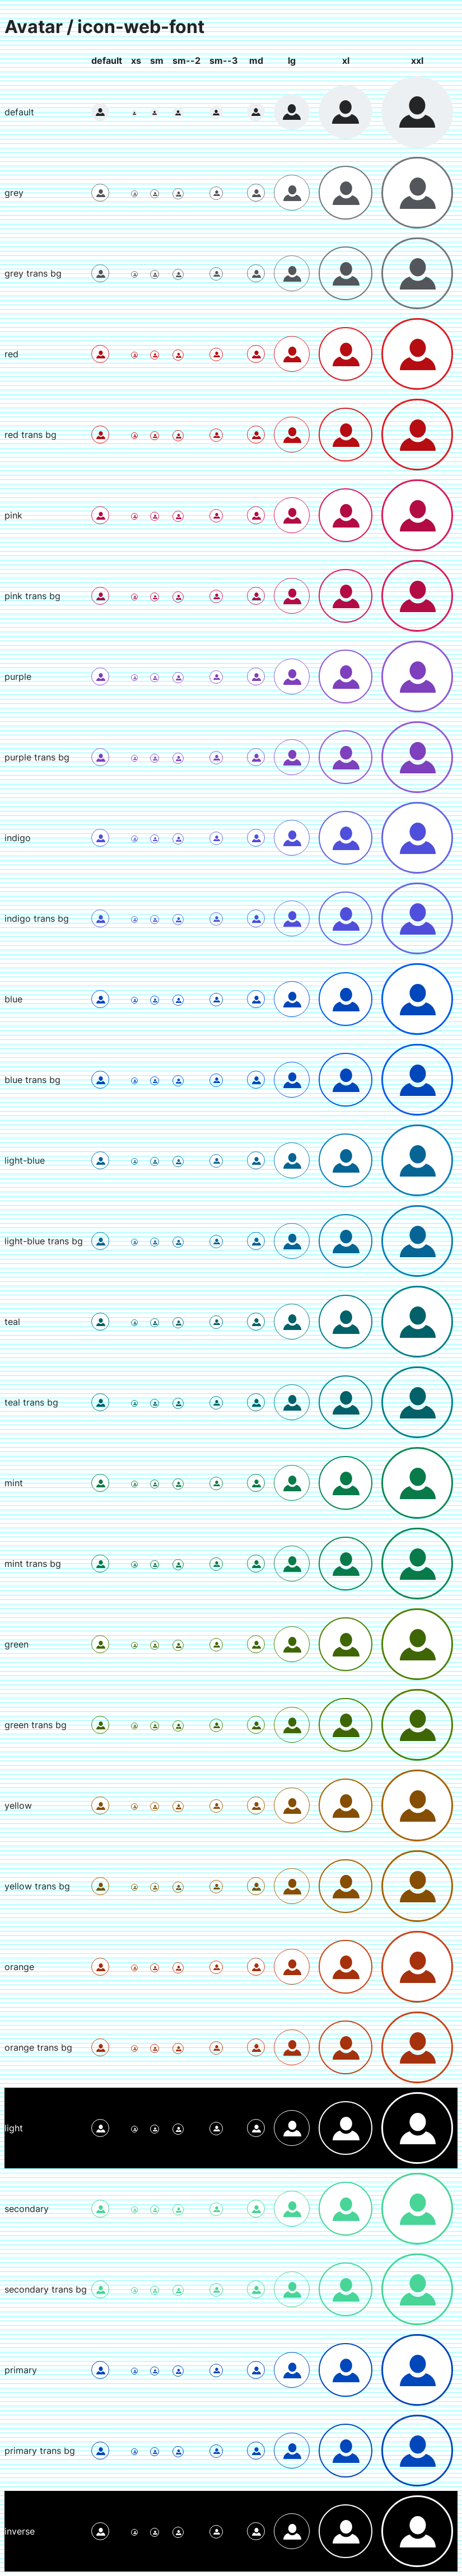 Avatar / icon-web-font
default xs sm sm--2 sm--3 md lg xl xxl
default
grey
grey trans bg
red
red trans bg
pink
pink trans bg
purple
purple trans bg
indigo
indigo trans bg
blue
blue trans bg
light-blue
light-blue trans bg
teal
teal trans bg
mint
mint trans bg
green
green trans bg
yellow
yellow trans bg
orange
orange trans bg
light
secondary
secondary trans bg
primary
primary trans bg
inverse